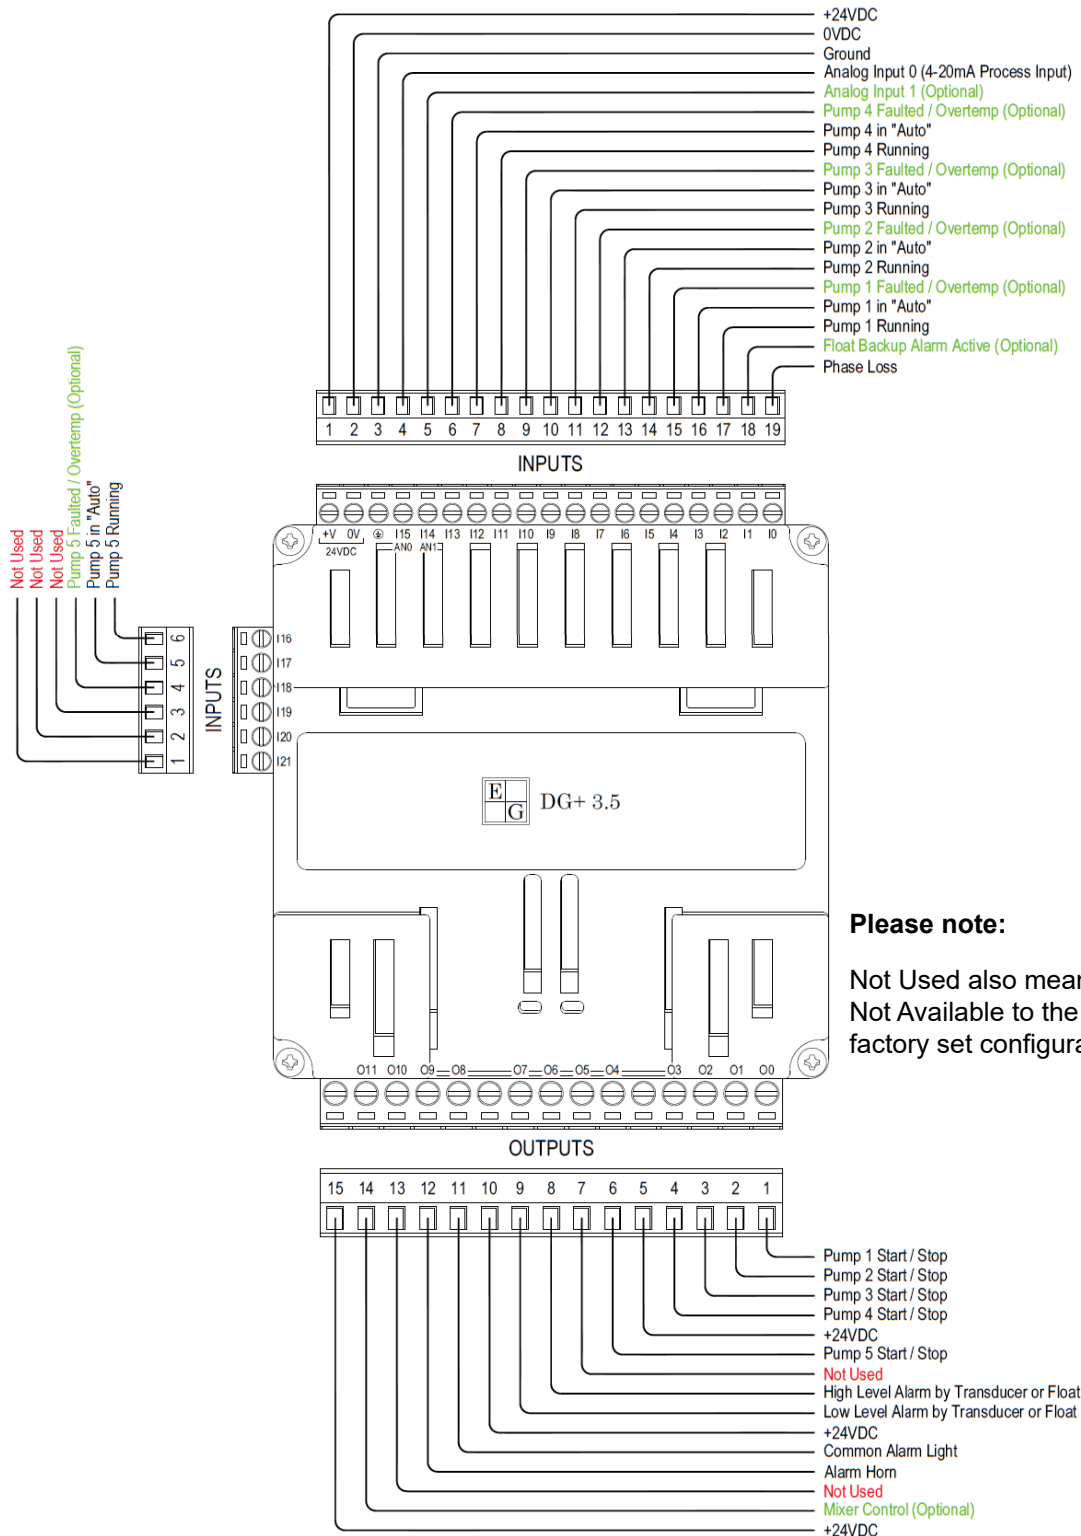 +24VDC
0VDC
Ground
Analog Input 0 (4-20mA Process Input)
Analog Input 1 (Optional)
Pump 4 Faulted / Overtemp (Optional)
Pump 4 in "Auto"
Pump 4 Running
Pump 3 Faulted / Overtemp (Optional)
Pump 3 in "Auto"
Pump 3 Running
Pump 2 Faulted / Overtemp (Optional)
Pump 2 in "Auto"
Pump 2 Running
Pump 1 Faulted / Overtemp (Optional)
Pump 1 in "Auto"
Pump 1 Running
Float Backup Alarm Active (Optional)
Phase Loss
1 2 3 4 5 6 7 8 9 10 11 12 13 14 15 16 17 18 19
INPUTS
+V 0V I15 I14 I13 I12 I11 I10 I9 I8 I7 I6 I5 I4 I3 I2 I1 I0
24VDC AN0 AN1
Not Used
Not Used
Not Used
Pump 5 Faulted / Overtemp (Optional)
Pump 5 in "Auto"
Pump 5 Running
6
5
4
3
2
1
INPUTS
I16
I17
I18
I19
I20
I21
E G DG+ 3.5
Please note:
Not Used also mean
Not Available to the
factory set configura
O11 O10 O9 O8 O7 O6 O5 O4 O3 O2 O1 O0
OUTPUTS
15 14 13 12 11 10 9 8 7 6 5 4 3 2 1
Pump 1 Start / Stop
Pump 2 Start / Stop
Pump 3 Start / Stop
Pump 4 Start / Stop
+24VDC
Pump 5 Start / Stop
Not Used
High Level Alarm by Transducer or Float
Low Level Alarm by Transducer or Float
+24VDC
Common Alarm Light
Alarm Horn
Not Used
Mixer Control (Optional)
+24VDC